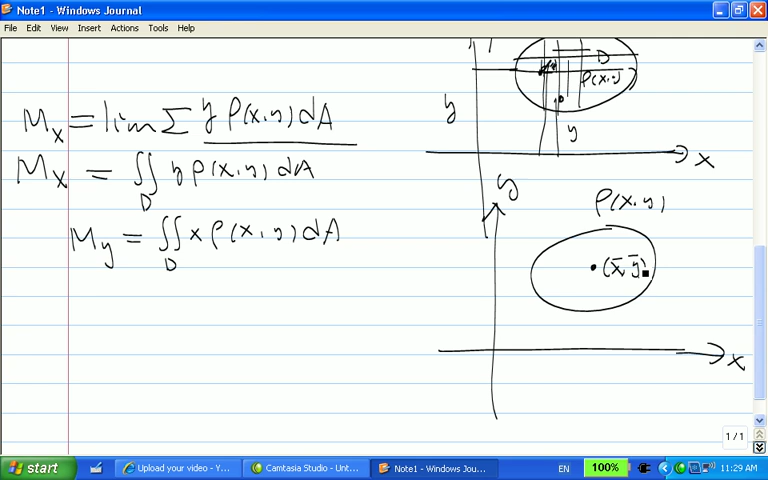 Note1 - Windows Journal
File Edit View Insert Actions Tools Help
D
ρ(x,y)
y
y
x
Mx = lim Σ y ρ(x,y) dA
Mx = ∬ y ρ(x,y) dA
D
My = ∬ x ρ(x,y) dA
D
y
ρ(x,y)
(x̄, ȳ)
x
1 / 1
start
Upload your video - Y...
Camtasia Studio - Unt...
Note1 - Windows Jou...
EN
100%
11:29 AM